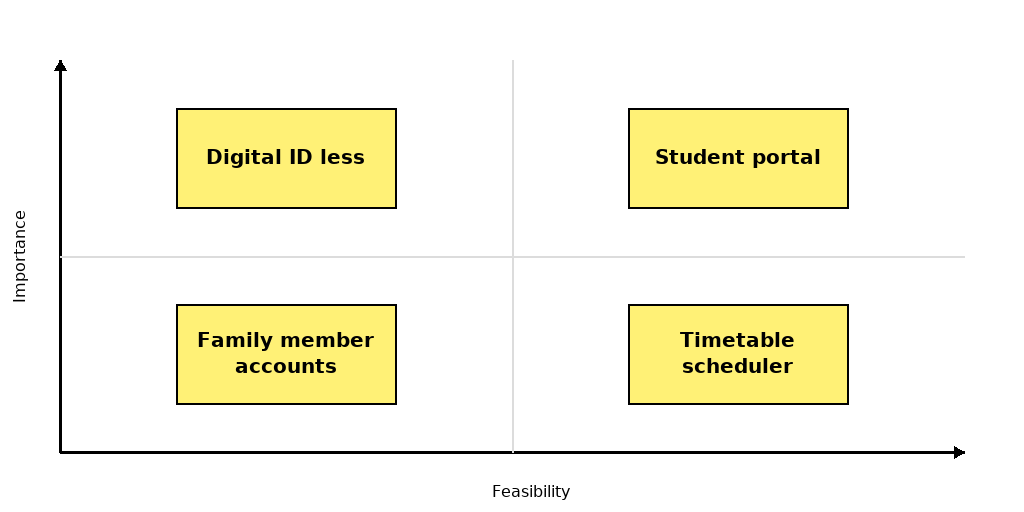 Digital ID less
Student portal
Importance
Family member
accounts
Timetable
scheduler
Feasibility